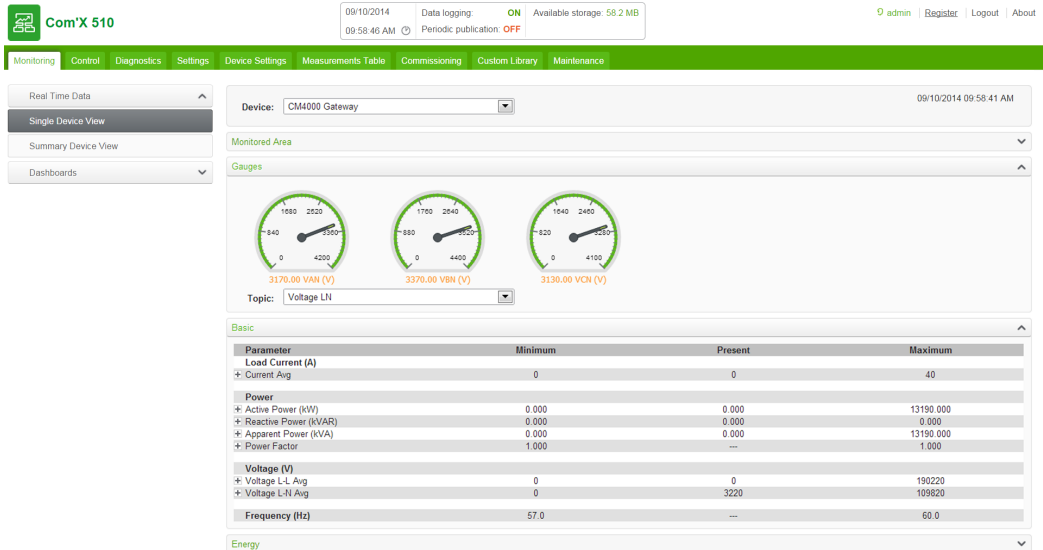 Com'X 510
09/10/2014
09:58:46 AM
Data logging: ON
Periodic publication: OFF
Available storage: 58.2 MB
admin Register Logout About
Monitoring Control Diagnostics Settings Device Settings Measurements Table Commissioning Custom Library Maintenance
Real Time Data
Single Device View
Summary Device View
Dashboards
Device: CM4000 Gateway
09/10/2014 09:58:41 AM
Monitored Area
Gauges
1680 2520
840 3360
0 4200
3170.00 VAN (V)
1760 2640
880 3520
0 4400
3370.00 VBN (V)
1640 2460
820 3280
0 4100
3130.00 VCN (V)
Topic: Voltage LN
Basic
Parameter Minimum Present Maximum
Load Current (A)
+ Current Avg 0 0 40
Power
+ Active Power (kW) 0.000 0.000 13190.000
+ Reactive Power (kVAR) 0.000 0.000 0.000
+ Apparent Power (kVA) 0.000 0.000 13190.000
+ Power Factor 1.000 --- 1.000
Voltage (V)
+ Voltage L-L Avg 0 0 190220
+ Voltage L-N Avg 0 3220 109820
Frequency (Hz) 57.0 --- 60.0
Energy